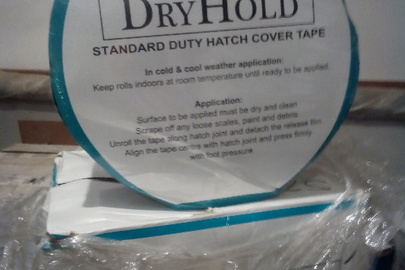 DRYHOLD
STANDARD DUTY HATCH COVER TAPE
In cold & cool weather application:
Keep rolls indoors at room temperature until ready to be applied
Application:
Surface to be applied must be dry and clean
Scrape off any loose scales, paint and debris
Unroll the tape along hatch joint and detach the release film
Align the tape centre with hatch joint and press firmly
with foot pressure